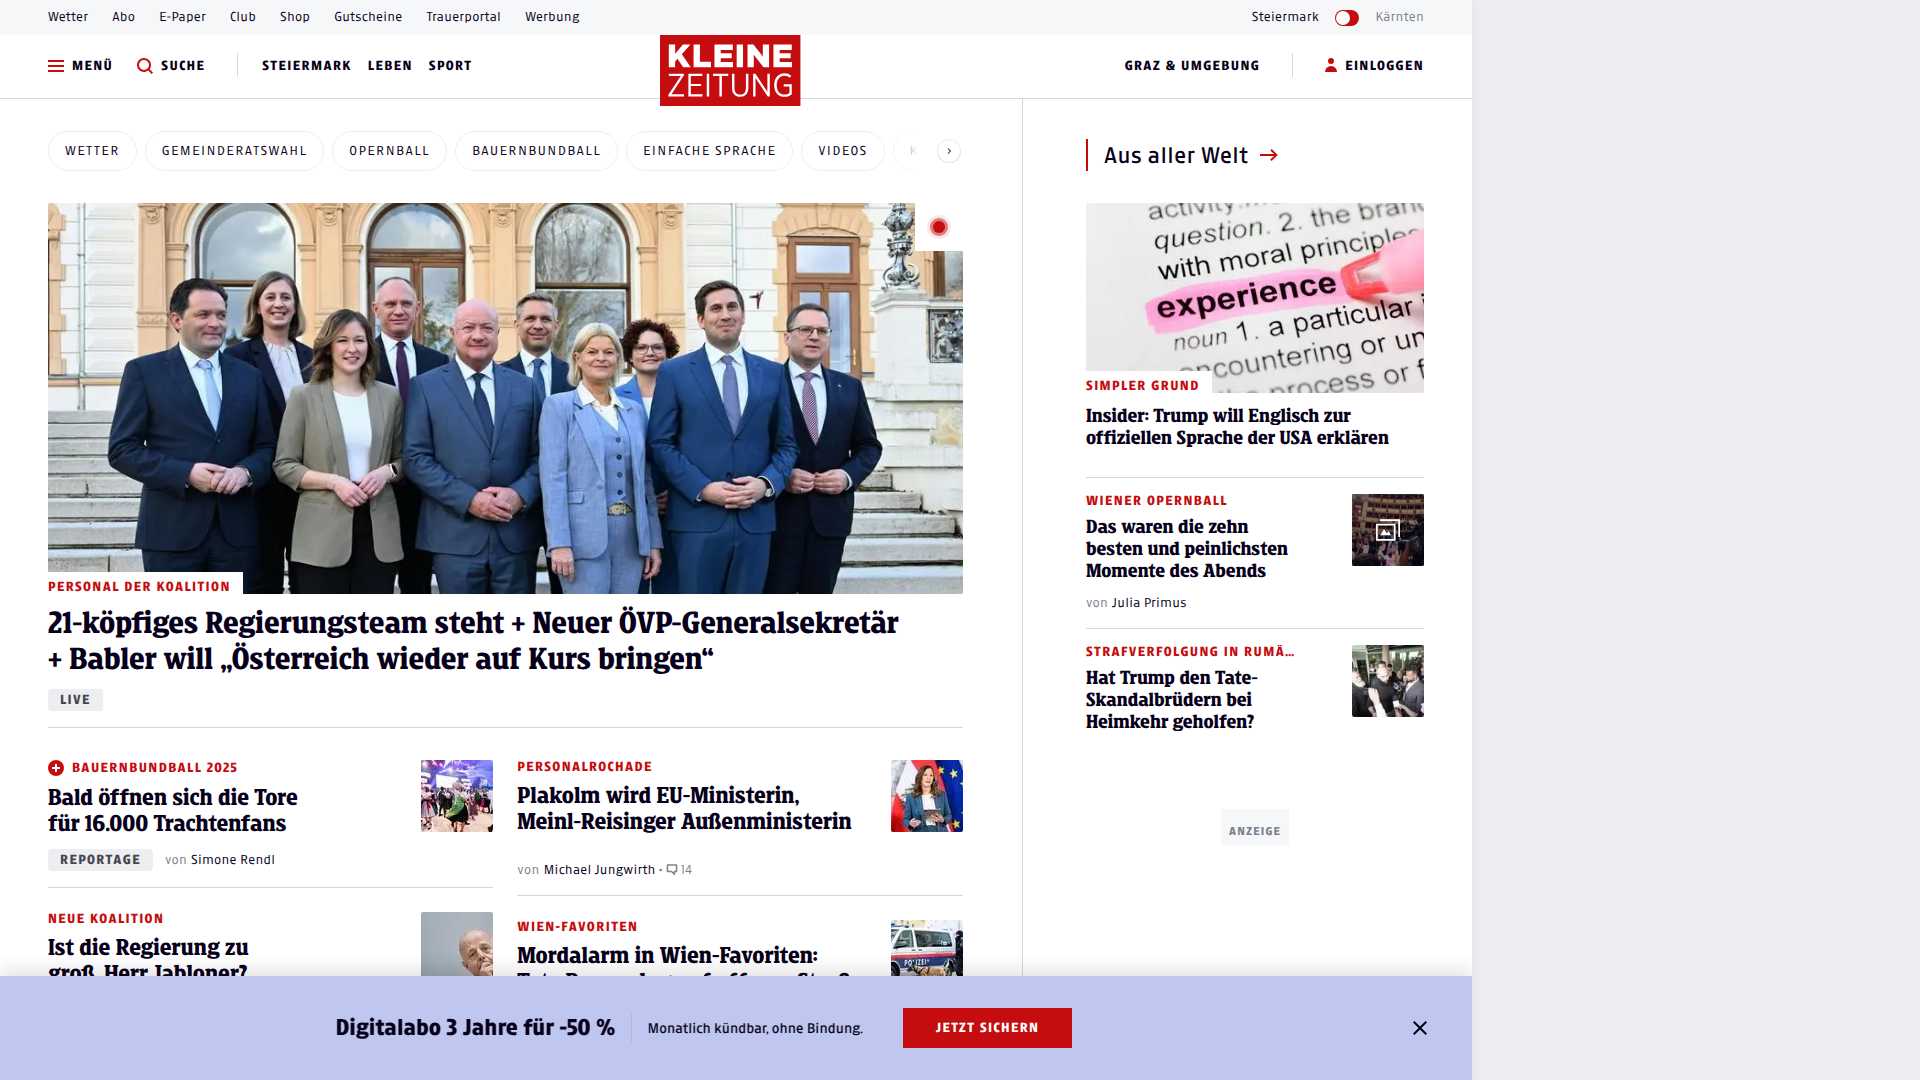 Wetter Abo E-Paper Club Shop Gutscheine Trauerportal Werbung Steiermark Kärnten
MENÜ SUCHE STEIERMARK LEBEN SPORT KLEINE ZEITUNG GRAZ & UMGEBUNG EINLOGGEN
WETTER GEMEINDERATSWAHL OPERNBALL BAUERNBUNDBALL EINFACHE SPRACHE VIDEOS K
PERSONAL DER KOALITION
21-köpfiges Regierungsteam steht + Neuer ÖVP-Generalsekretär
+ Babler will „Österreich wieder auf Kurs bringen“
LIVE
BAUERNBUNDBALL 2025
Bald öffnen sich die Tore
für 16.000 Trachtenfans
REPORTAGE von Simone Rendl
PERSONALROCHADE
Plakolm wird EU-Ministerin,
Meinl-Reisinger Außenministerin
von Michael Jungwirth • 14
NEUE KOALITION
Ist die Regierung zu
groß, Herr Jabloner?
WIEN-FAVORITEN
Mordalarm in Wien-Favoriten:
POLIZEI
Aus aller Welt
question. 2. the brand
with moral principles
experience
noun 1. a particular
encountering or un
process or f
SIMPLER GRUND
Insider: Trump will Englisch zur
offiziellen Sprache der USA erklären
WIENER OPERNBALL
Das waren die zehn
besten und peinlichsten
Momente des Abends
von Julia Primus
STRAFVERFOLGUNG IN RUMÄ...
Hat Trump den Tate-
Skandalbrüdern bei
Heimkehr geholfen?
ANZEIGE
Digitalabo 3 Jahre für -50 % Monatlich kündbar, ohne Bindung. JETZT SICHERN